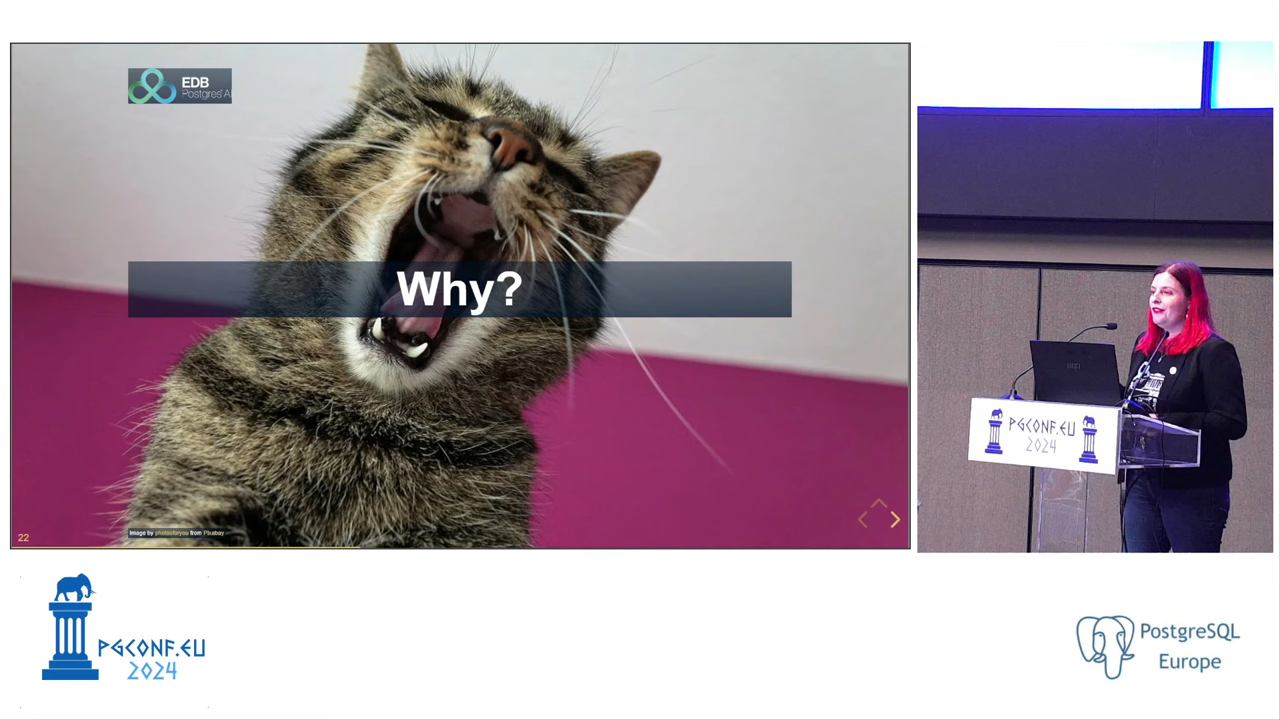 EDB
Postgres AI
Why?
Image by photosforyou from Pixabay
22
PGCONF.EU
2024
PGCONF.EU
2024
PostgreSQL
Europe